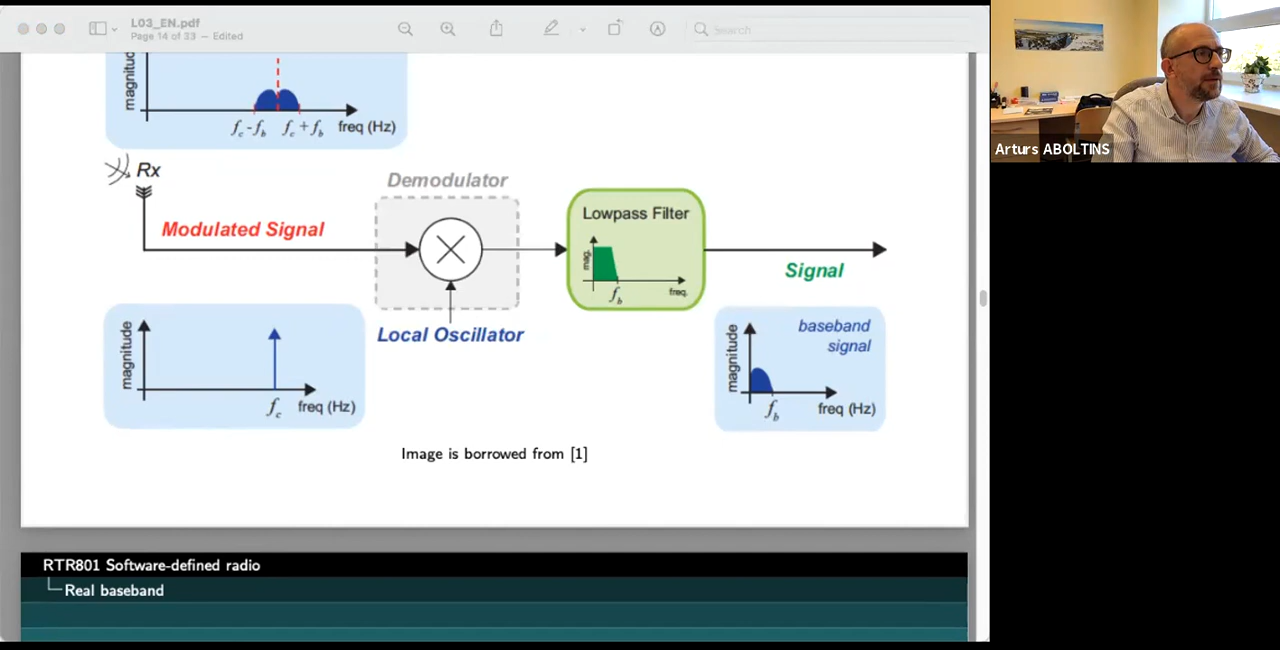 L03_EN.pdf
Page 14 of 33 — Edited
Search
magnitud
f_c - f_b f_c + f_b freq (Hz)
Rx
Demodulator
Modulated Signal
Lowpass Filter
mag.
f_b freq.
Signal
Local Oscillator
magnitude
f_c freq (Hz)
baseband
signal
magnitude
f_b freq (Hz)
Image is borrowed from [1]
RTR801 Software-defined radio
Real baseband
Arturs ABOLTINS